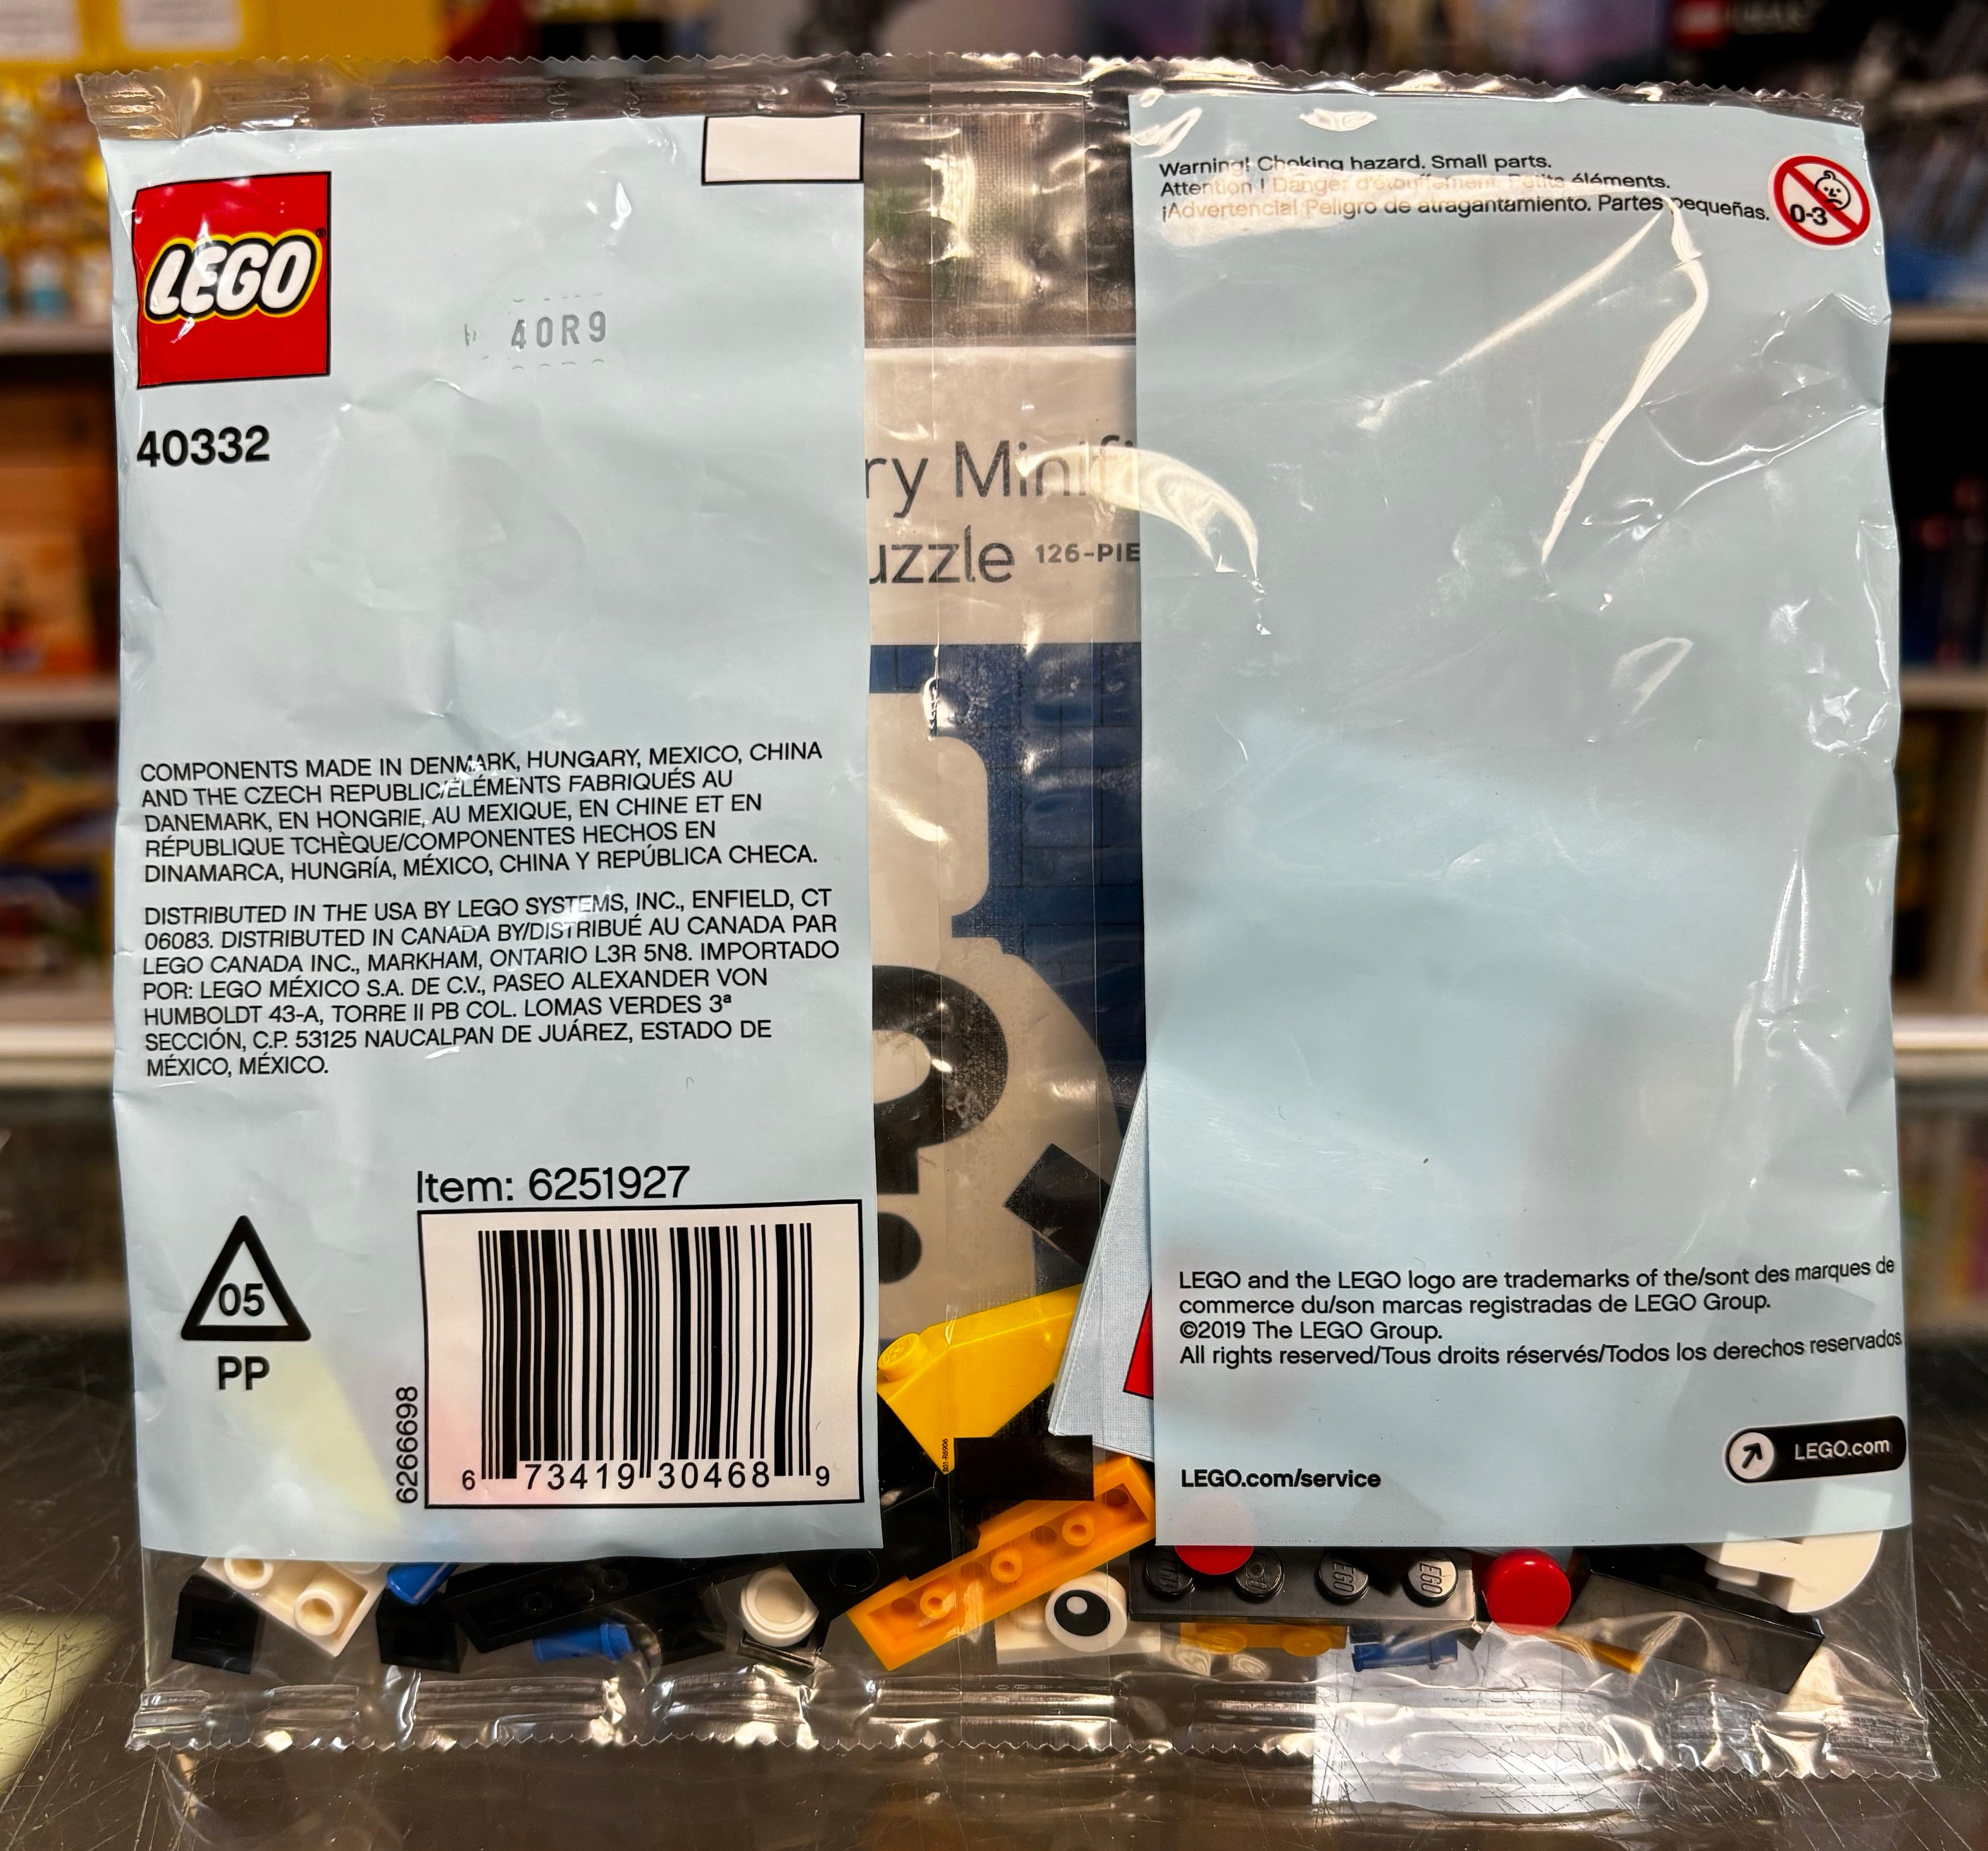 LEGO
40R9
40332
COMPONENTS MADE IN DENMARK, HUNGARY, MEXICO, CHINA
AND THE CZECH REPUBLIC/ÉLÉMENTS FABRIQUÉS AU
DANEMARK, EN HONGRIE, AU MEXIQUE, EN CHINE ET EN
RÉPUBLIQUE TCHÈQUE/COMPONENTES HECHOS EN
DINAMARCA, HUNGRÍA, MÉXICO, CHINA Y REPÚBLICA CHECA.
DISTRIBUTED IN THE USA BY LEGO SYSTEMS, INC., ENFIELD, CT
06083. DISTRIBUTED IN CANADA BY/DISTRIBUÉ AU CANADA PAR
LEGO CANADA INC., MARKHAM, ONTARIO L3R 5N8. IMPORTADO
POR: LEGO MÉXICO S.A. DE C.V., PASEO ALEXANDER VON
HUMBOLDT 43-A, TORRE II PB COL. LOMAS VERDES 3ª
SECCIÓN, C.P. 53125 NAUCALPAN DE JUÁREZ, ESTADO DE
MÉXICO, MÉXICO.
Item: 6251927
05
PP
6266698
6 73419 30468 9
ry Minifi
uzzle 126-PIE
Warning! Choking hazard. Small parts.
Attention ! Danger d'étouffement. Petits éléments.
¡Advertencia! Peligro de atragantamiento. Partes pequeñas.
0-3
LEGO and the LEGO logo are trademarks of the/sont des marques de
commerce du/son marcas registradas de LEGO Group.
©2019 The LEGO Group.
All rights reserved/Tous droits réservés/Todos los derechos reservados
LEGO.com/service
LEGO.com
LEGO
LEGO